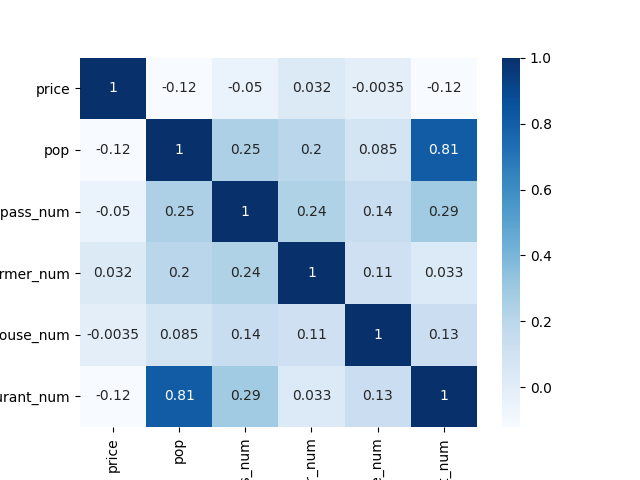 price 1 -0.12 -0.05 0.032 -0.0035 -0.12
pop -0.12 1 0.25 0.2 0.085 0.81
pass_num -0.05 0.25 1 0.24 0.14 0.29
rmer_num 0.032 0.2 0.24 1 0.11 0.033
ouse_num -0.0035 0.085 0.14 0.11 1 0.13
urant_num -0.12 0.81 0.29 0.033 0.13 1
price
pop
s_num
r_num
e_num
t_num
1.0
0.8
0.6
0.4
0.2
0.0